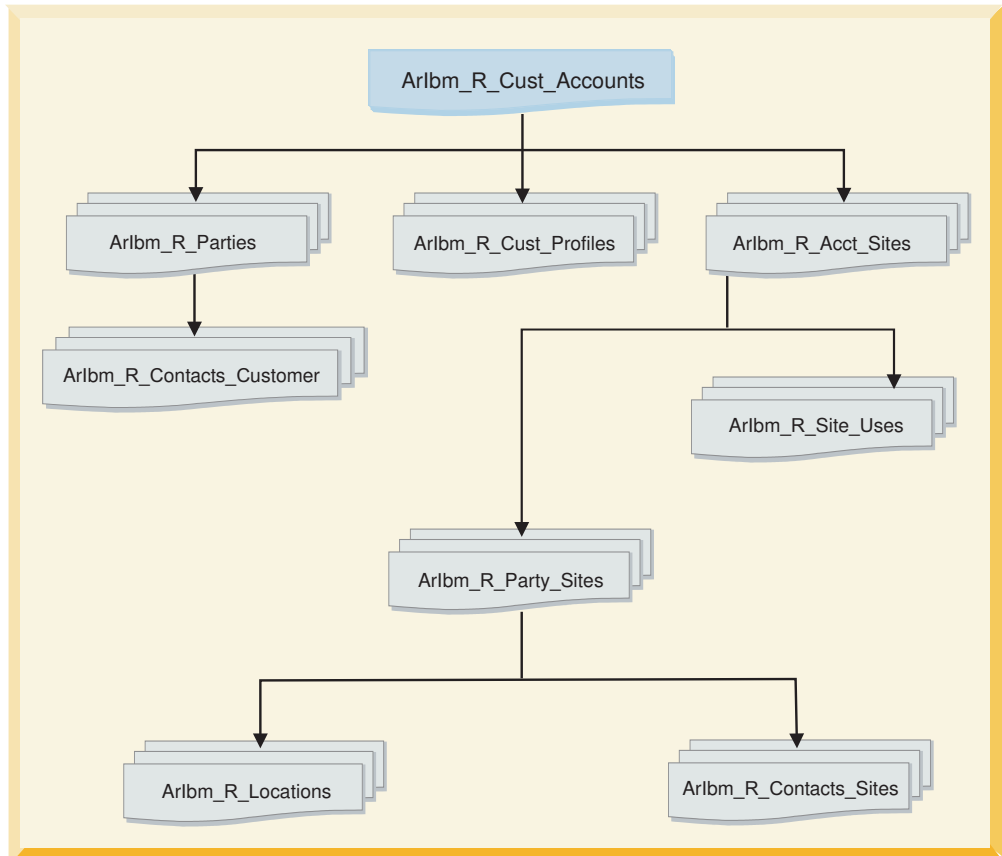 ArIbm_R_Cust_Accounts
ArIbm_R_Parties
ArIbm_R_Cust_Profiles
ArIbm_R_Acct_Sites
ArIbm_R_Contacts_Customer
ArIbm_R_Site_Uses
ArIbm_R_Party_Sites
ArIbm_R_Locations
ArIbm_R_Contacts_Sites